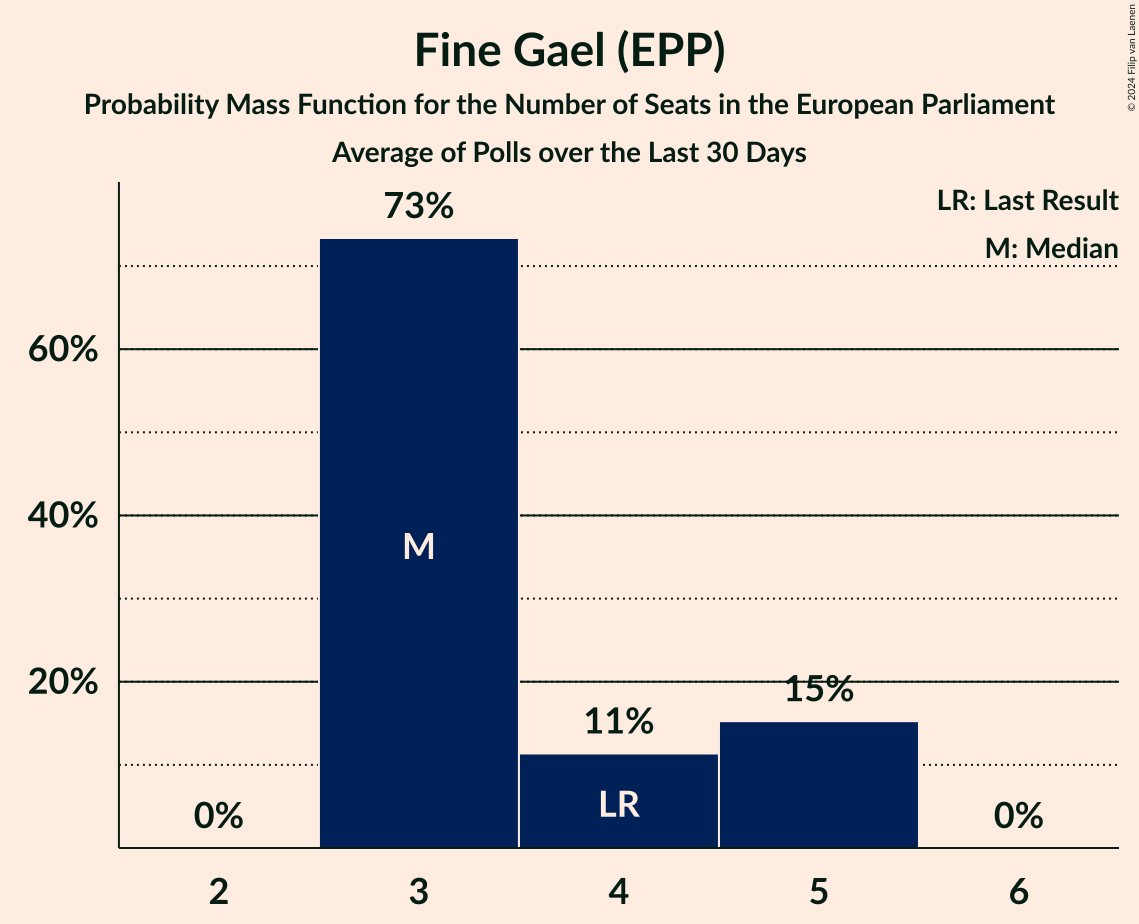 Fine Gael (EPP)
Probability Mass Function for the Number of Seats in the European Parliament
Average of Polls over the Last 30 Days
© 2024 Filip van Laenen
LR: Last Result
M: Median
73%
60%
40%
20%
M
15%
11%
LR
0%
0%
2 3 4 5 6